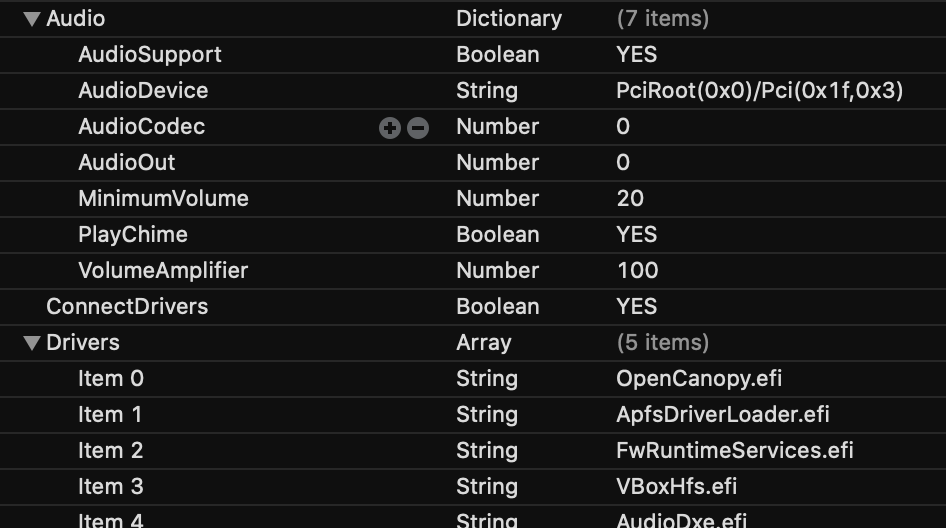 Audio Dictionary (7 items)
AudioSupport Boolean YES
AudioDevice String PciRoot(0x0)/Pci(0x1f,0x3)
AudioCodec Number 0
AudioOut Number 0
MinimumVolume Number 20
PlayChime Boolean YES
VolumeAmplifier Number 100
ConnectDrivers Boolean YES
Drivers Array (5 items)
Item 0 String OpenCanopy.efi
Item 1 String ApfsDriverLoader.efi
Item 2 String FwRuntimeServices.efi
Item 3 String VBoxHfs.efi
Item 4 String AudioDxe.efi